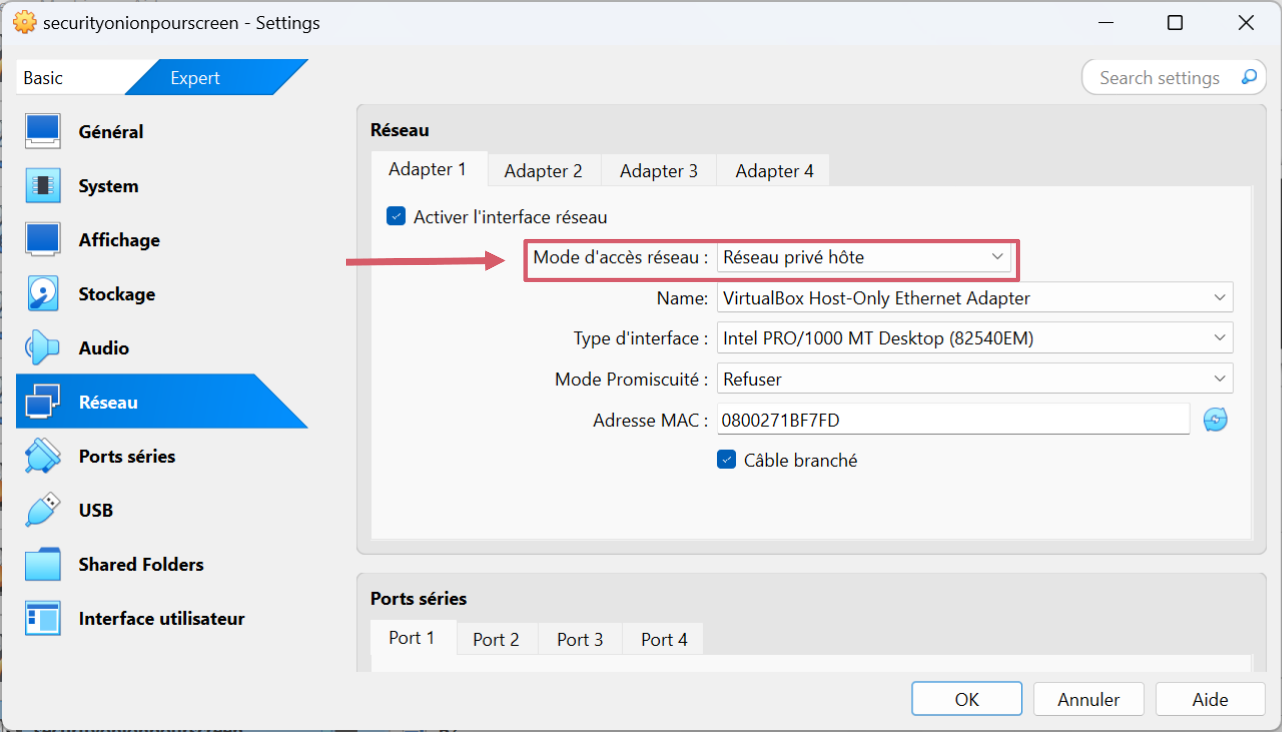 securityonionpourscreen - Settings
Basic
Expert
Search settings
Général
System
Affichage
Stockage
Audio
Réseau
Ports séries
USB
Shared Folders
Interface utilisateur
Réseau
Adapter 1
Adapter 2
Adapter 3
Adapter 4
Activer l'interface réseau
Mode d'accès réseau : Réseau privé hôte
Name: VirtualBox Host-Only Ethernet Adapter
Type d'interface : Intel PRO/1000 MT Desktop (82540EM)
Mode Promiscuité : Refuser
Adresse MAC : 0800271BF7FD
Câble branché
Ports séries
Port 1
Port 2
Port 3
Port 4
OK
Annuler
Aide